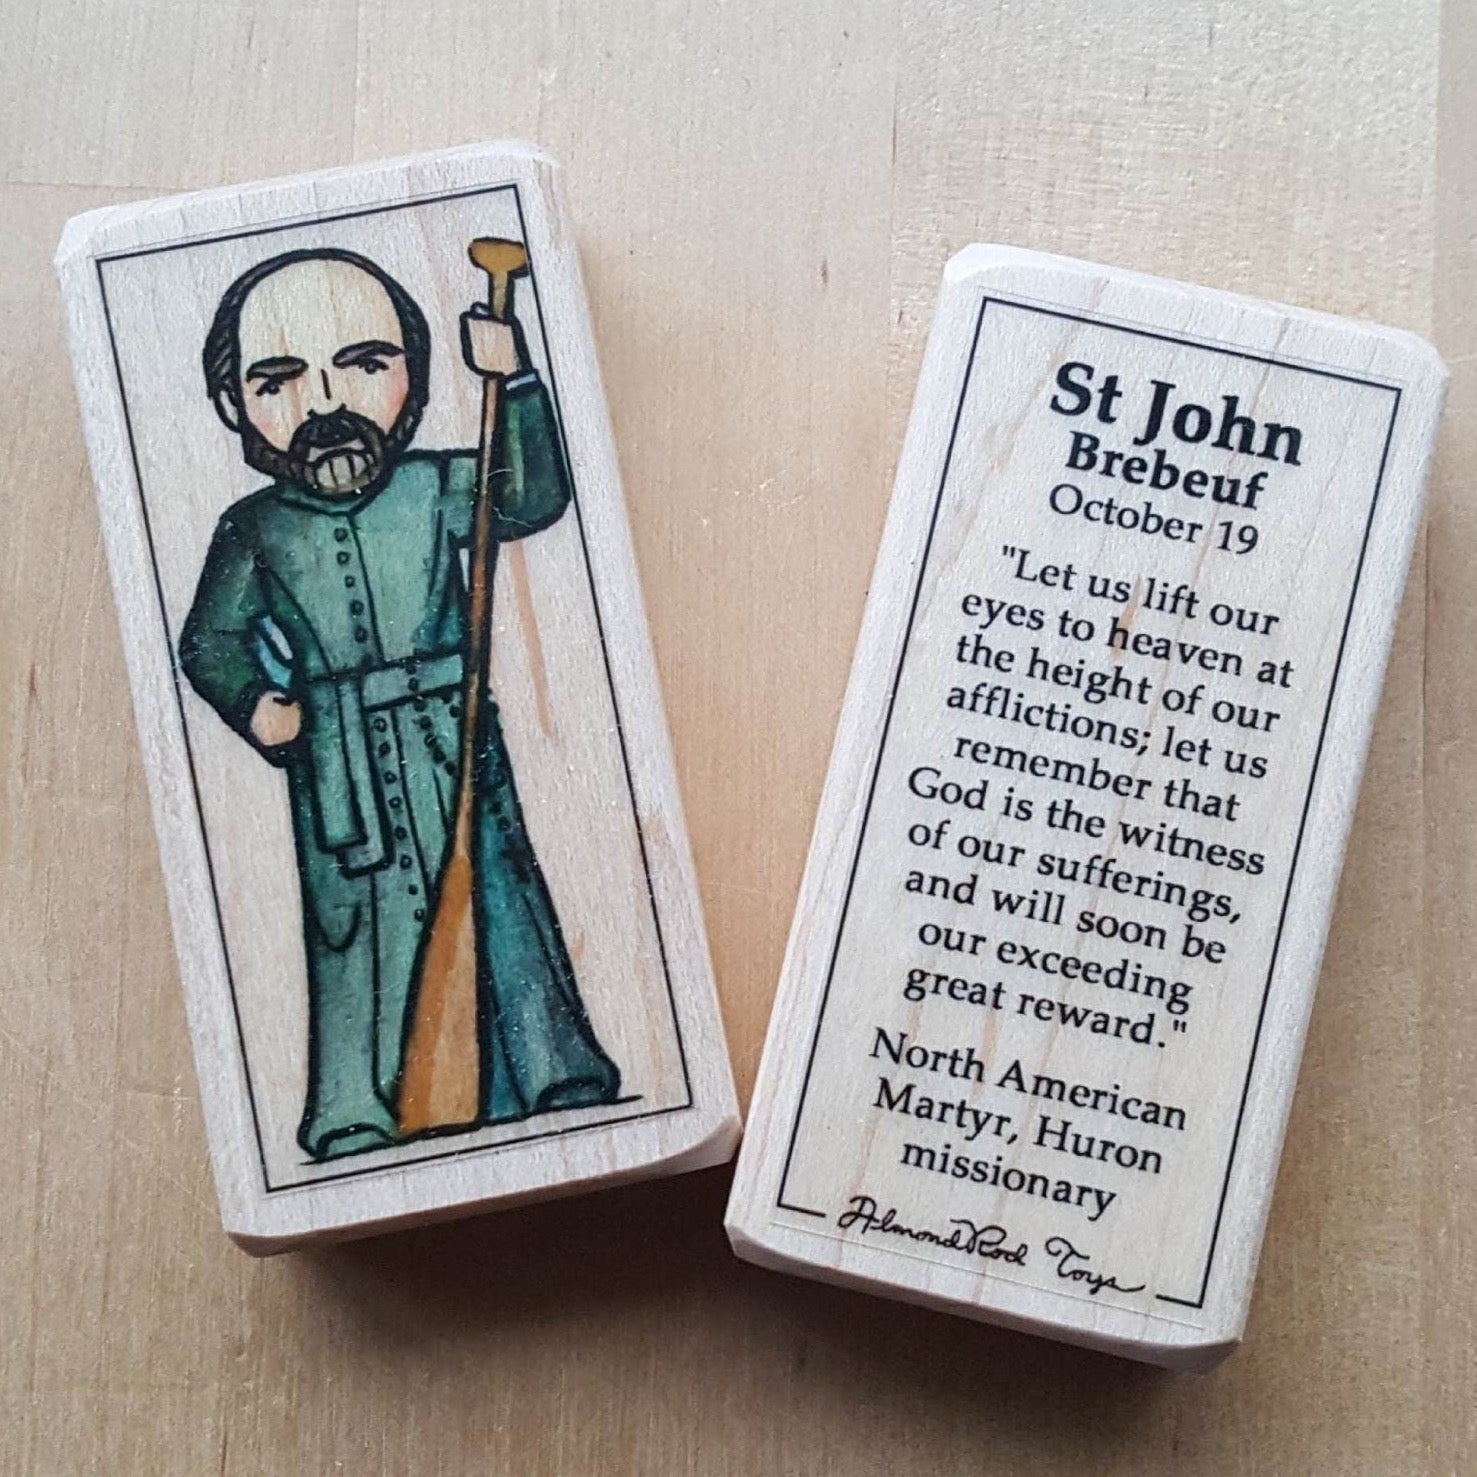 St John
Brebeuf
October 19
"Let us lift our
eyes to heaven at
the height of our
afflictions; let us
remember that
God is the witness
of our sufferings,
and will soon be
our exceeding
great reward."
North American
Martyr, Huron
missionary
AlmondRod Toys